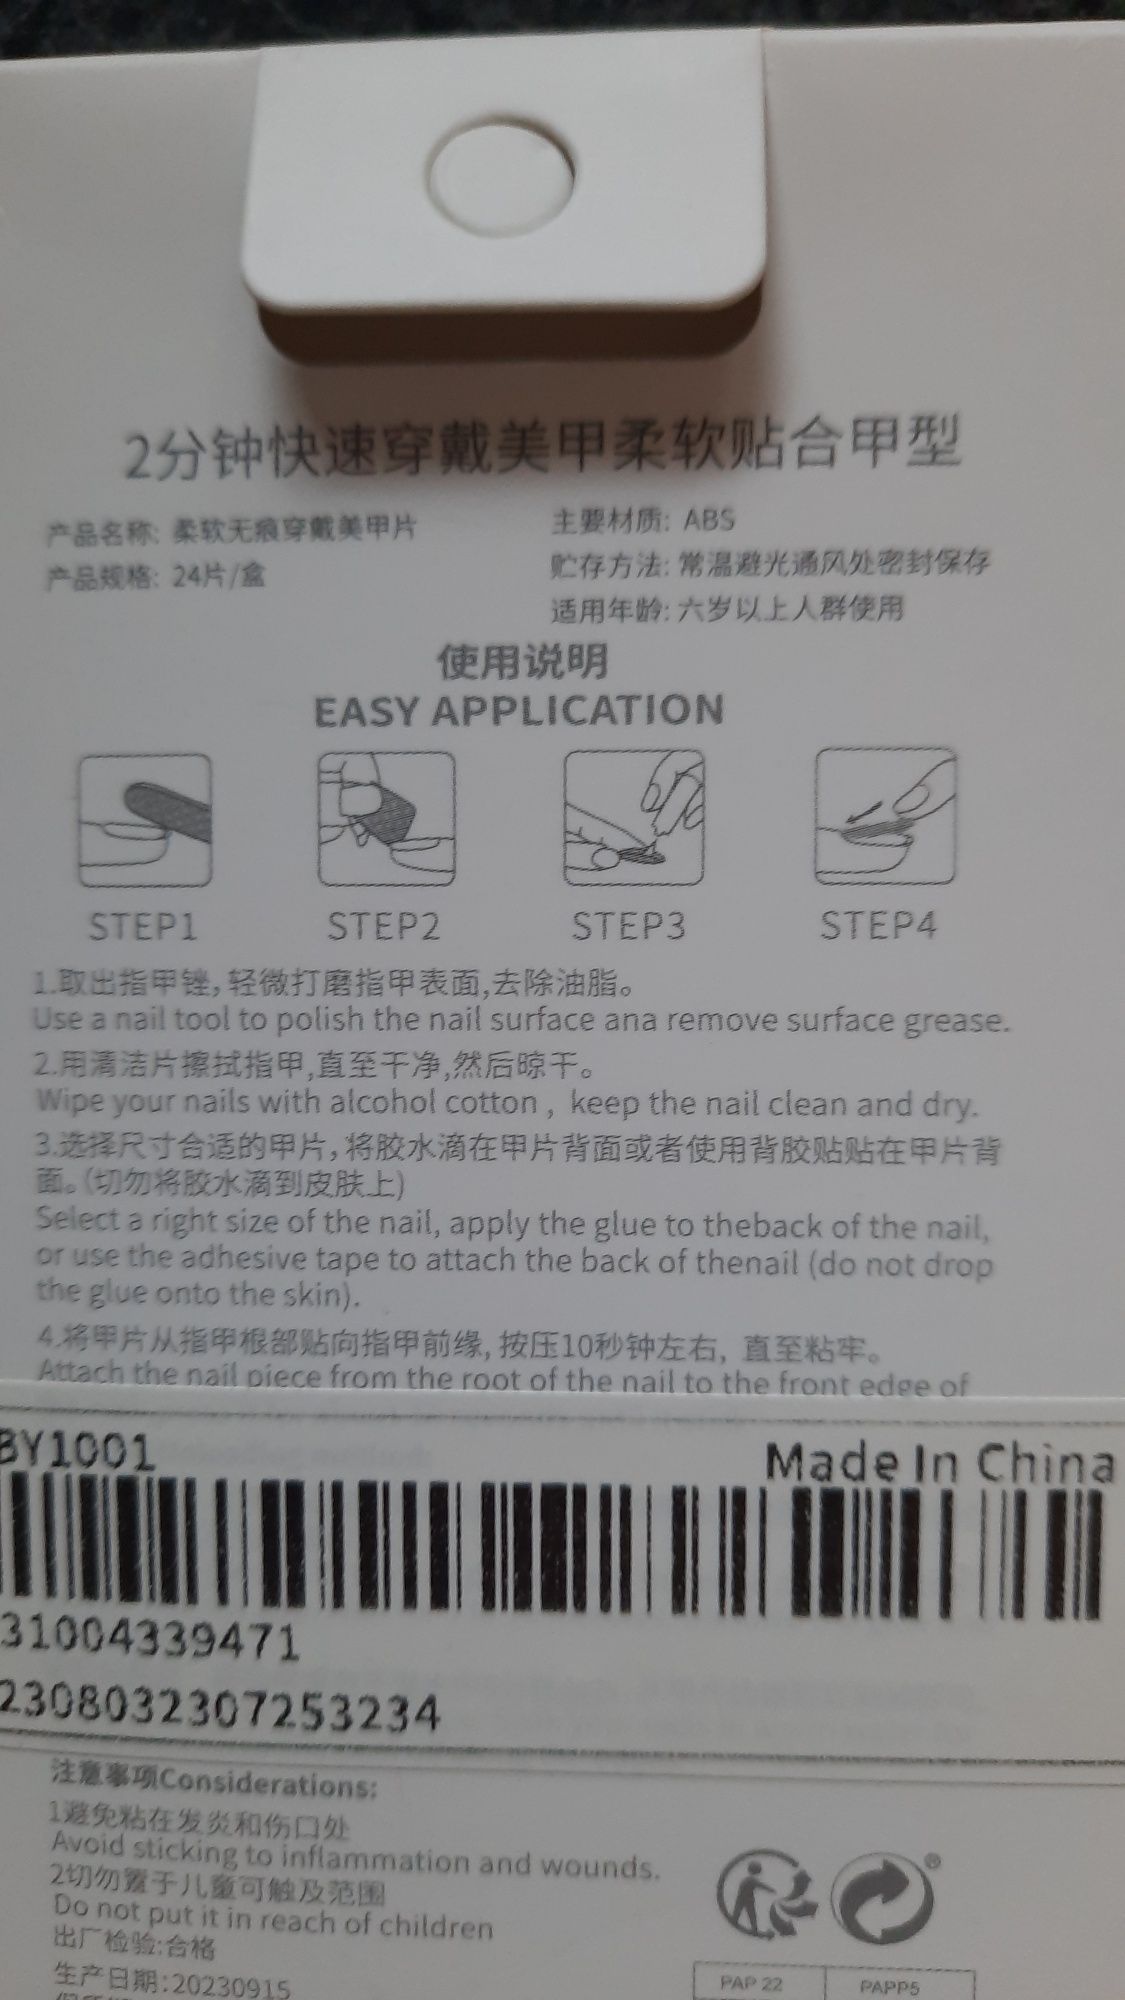 2分钟快速穿戴美甲柔软贴合甲型
产品名称: 柔软无痕穿戴美甲片
产品规格: 24片/盒
主要材质: ABS
贮存方法: 常温避光通风处密封保存
适用年龄: 六岁以上人群使用
使用说明
EASY APPLICATION
STEP1
STEP2
STEP3
STEP4
1.取出指甲锉,轻微打磨指甲表面,去除油脂。
Use a nail tool to polish the nail surface ana remove surface grease.
2.用清洁片擦拭指甲,直至干净,然后晾干。
Wipe your nails with alcohol cotton , keep the nail clean and dry.
3.选择尺寸合适的甲片,将胶水滴在甲片背面或者使用背胶贴贴在甲片背
面。(切勿将胶水滴到皮肤上)
Select a right size of the nail, apply the glue to theback of the nail,
or use the adhesive tape to attach the back of thenail (do not drop
the glue onto the skin).
4.将甲片从指甲根部贴向指甲前缘,按压10秒钟左右, 直至粘牢。
Attach the nail piece from the root of the nail to the front edge of
BY1001
Made In China
31004339471
2308032307253234
注意事项Considerations:
1避免粘在发炎和伤口处
Avoid sticking to inflammation and wounds.
2切勿置于儿童可触及范围
Do not put it in reach of children
出厂检验:合格
生产日期:20230915
®
PAP 22
PAPP5